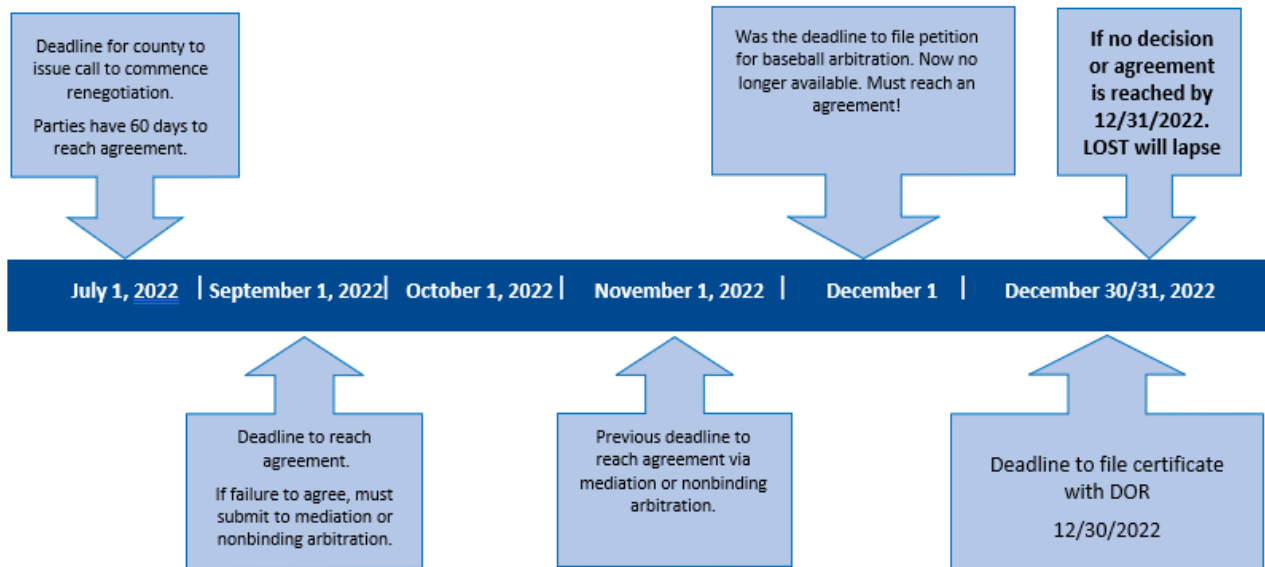 Deadline for county to
issue call to commence
renegotiation.
Parties have 60 days to
reach agreement.
Was the deadline to file petition
for baseball arbitration. Now no
longer available. Must reach an
agreement!
If no decision
or agreement
is reached by
12/31/2022.
LOST will lapse
July 1, 2022 | September 1, 2022| October 1, 2022 | November 1, 2022 | December 1 | December 30/31, 2022
Deadline to reach
agreement.
If failure to agree, must
submit to mediation or
nonbinding arbitration.
Previous deadline to
reach agreement via
mediation or nonbinding
arbitration.
Deadline to file certificate
with DOR
12/30/2022